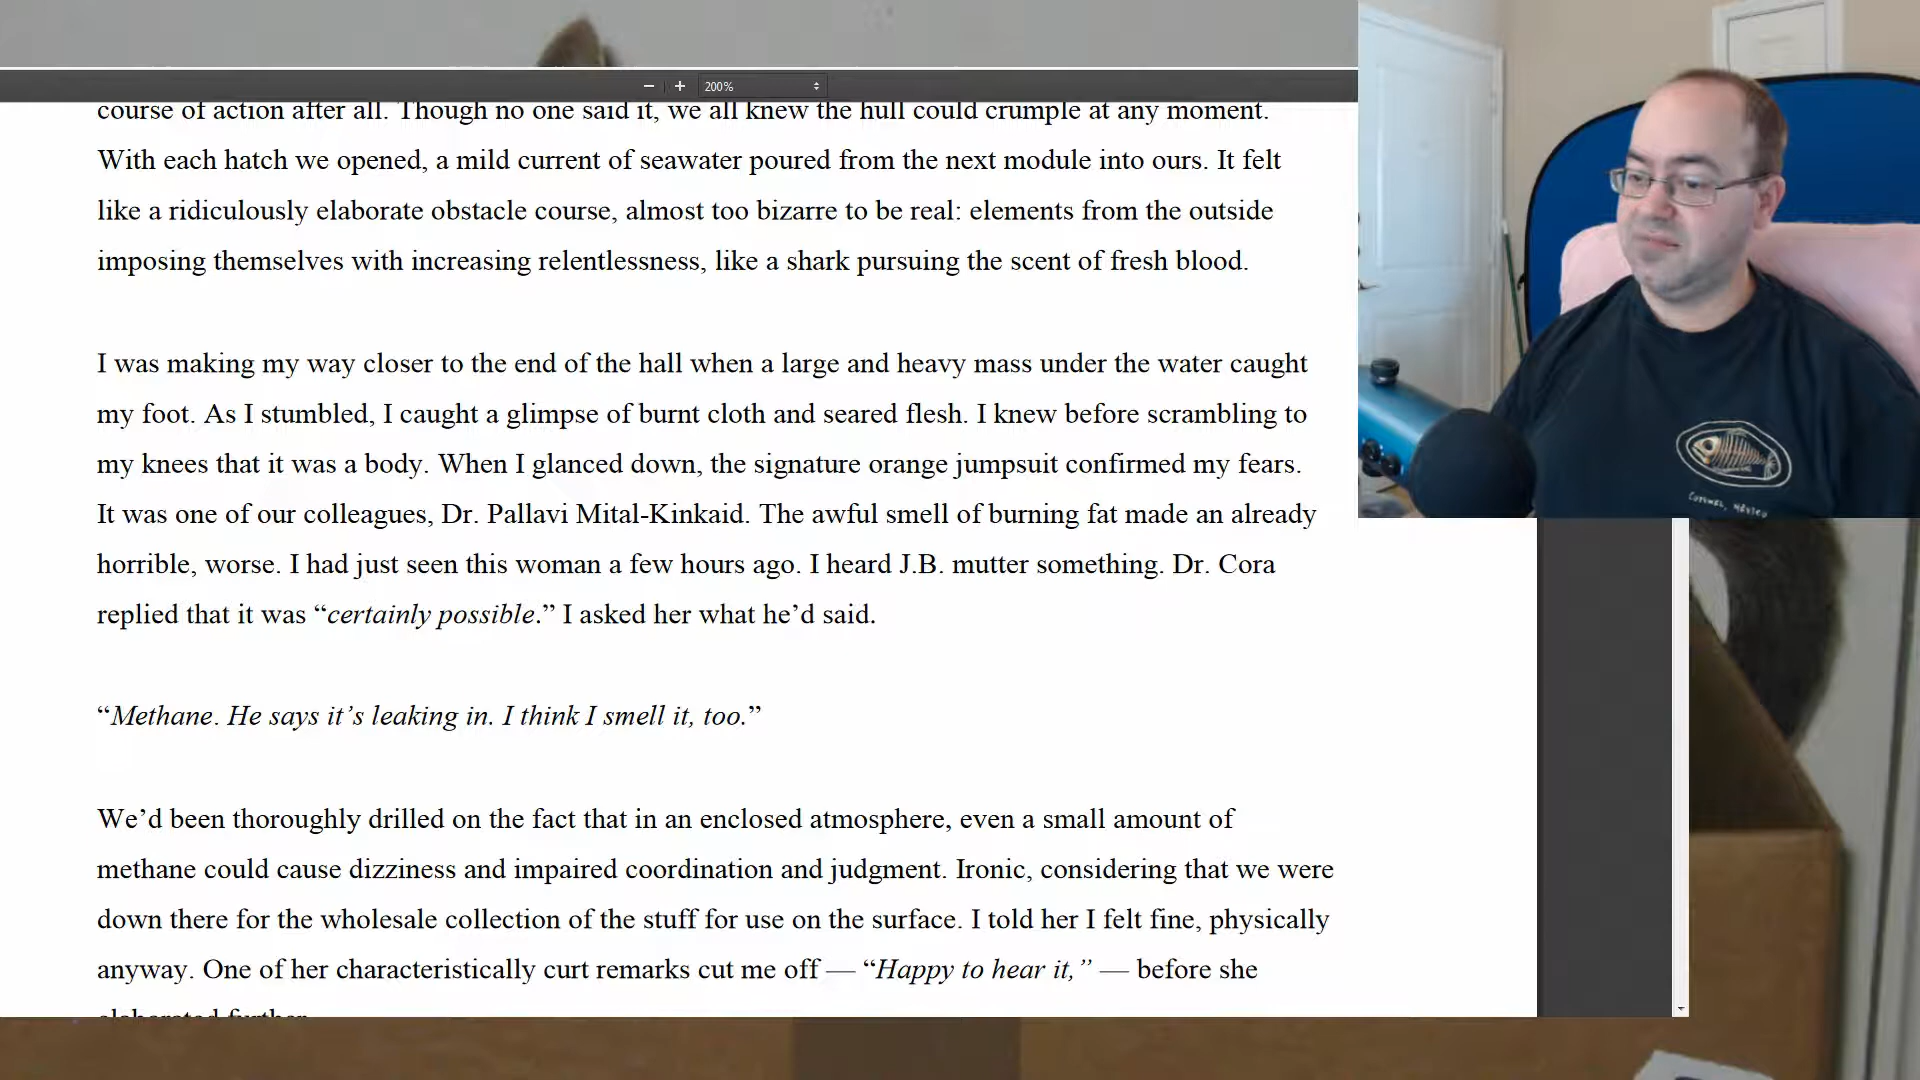 200%
course of action after all. Though no one said it, we all knew the hull could crumple at any moment.
With each hatch we opened, a mild current of seawater poured from the next module into ours. It felt
like a ridiculously elaborate obstacle course, almost too bizarre to be real: elements from the outside
imposing themselves with increasing relentlessness, like a shark pursuing the scent of fresh blood.
I was making my way closer to the end of the hall when a large and heavy mass under the water caught
my foot. As I stumbled, I caught a glimpse of burnt cloth and seared flesh. I knew before scrambling to
my knees that it was a body. When I glanced down, the signature orange jumpsuit confirmed my fears.
It was one of our colleagues, Dr. Pallavi Mital-Kinkaid. The awful smell of burning fat made an already
horrible, worse. I had just seen this woman a few hours ago. I heard J.B. mutter something. Dr. Cora
replied that it was “certainly possible.” I asked her what he’d said.
“Methane. He says it’s leaking in. I think I smell it, too.”
We’d been thoroughly drilled on the fact that in an enclosed atmosphere, even a small amount of
methane could cause dizziness and impaired coordination and judgment. Ironic, considering that we were
down there for the wholesale collection of the stuff for use on the surface. I told her I felt fine, physically
anyway. One of her characteristically curt remarks cut me off — “Happy to hear it,” — before she
elaborated further.
Cozumel, México